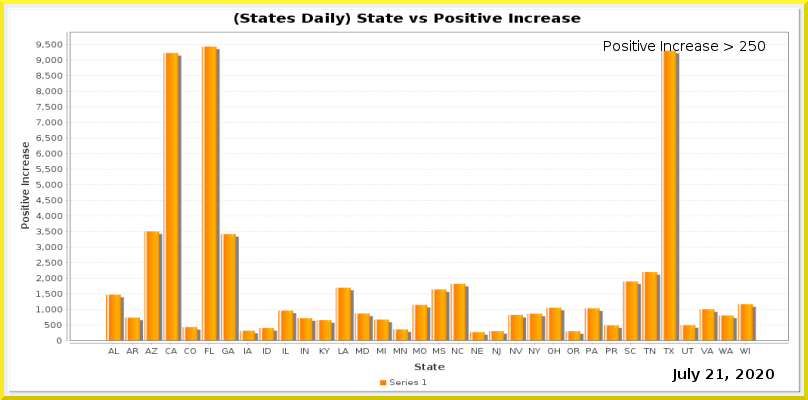 (States Daily) State vs Positive Increase
Positive Increase > 250
9,500
9,000
8,500
8,000
7,500
7,000
6,500
6,000
5,500
5,000
4,500
4,000
3,500
3,000
2,500
2,000
1,500
1,000
500
0
Positive Increase
AL AR AZ CA CO FL GA IA ID IL IN KY LA MD MI MN MO MS NC NE NJ NV NY OH OR PA PR SC TN TX UT VA WA WI
State
Series 1
July 21, 2020